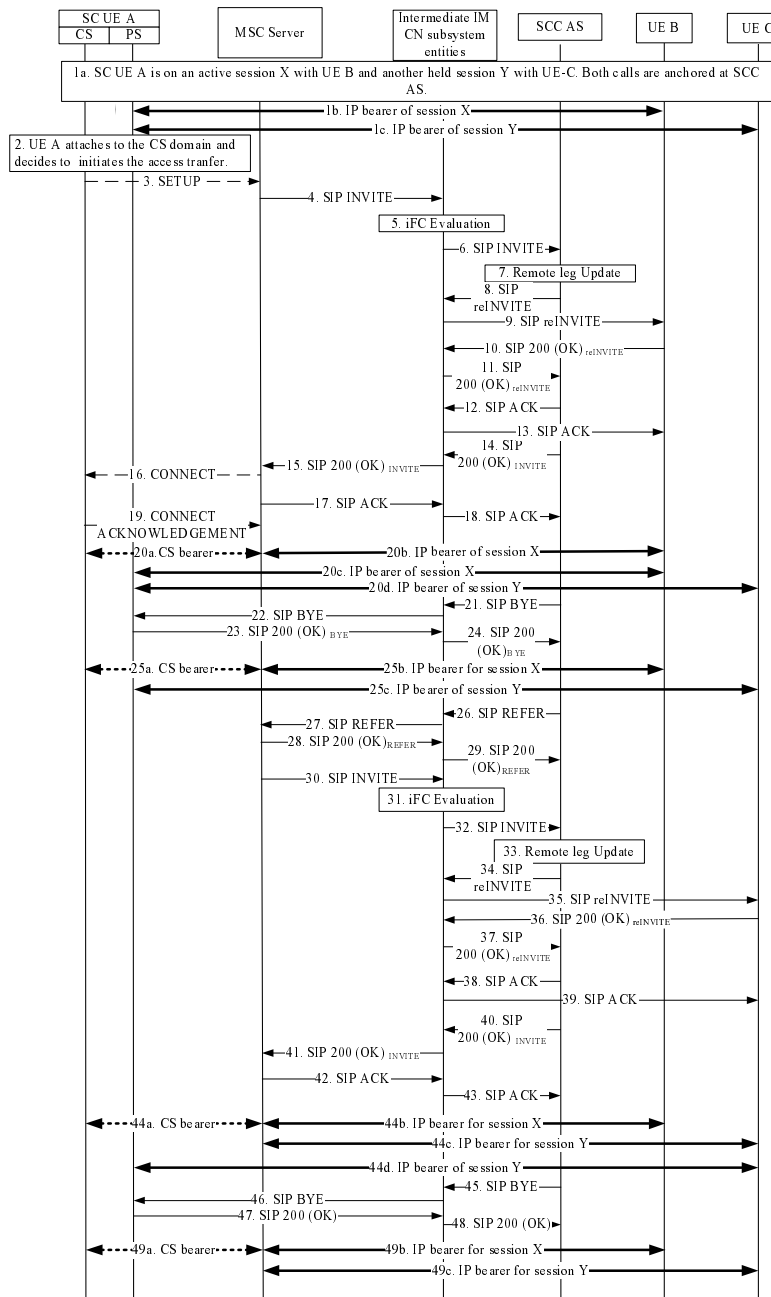 SC UE A
CS PS
MSC Server
Intermediate IM
CN subsystem
entities
SCC AS
UE B
UE C
1a. SC UE A is on an active session X with UE B and another held session Y with UE-C. Both calls are anchored at SCC
AS.
1b. IP bearer of session X
1c. IP bearer of session Y
2. UE A attaches to the CS domain and
decides to initiates the access tranfer.
3. SETUP
4. SIP INVITE
5. iFC Evaluation
6. SIP INVITE
7. Remote leg Update
8. SIP
reINVITE
9. SIP reINVITE
10. SIP 200 (OK) reINVITE
11. SIP
200 (OK) reINVITE
12. SIP ACK
13. SIP ACK
14. SIP
200 (OK) INVITE
15. SIP 200 (OK) INVITE
16. CONNECT
17. SIP ACK
18. SIP ACK
19. CONNECT
ACKNOWLEDGEMENT
20a. CS bearer
20b. IP bearer of session X
20c. IP bearer of session X
20d. IP bearer of session Y
21. SIP BYE
22. SIP BYE
23. SIP 200 (OK) BYE
24. SIP 200
(OK)BYE
25a. CS bearer
25b. IP bearer for session X
25c. IP bearer of session Y
26. SIP REFER
27. SIP REFER
28. SIP 200 (OK)REFER
29. SIP 200
(OK)REFER
30. SIP INVITE
31. iFC Evaluation
32. SIP INVITE
33. Remote leg Update
34. SIP
reINVITE
35. SIP reINVITE
36. SIP 200 (OK) reINVITE
37. SIP
200 (OK) reINVITE
38. SIP ACK
39. SIP ACK
40. SIP
200 (OK) INVITE
41. SIP 200 (OK) INVITE
42. SIP ACK
43. SIP ACK
44a. CS bearer
44b. IP bearer for session X
44c. IP bearer for session Y
44d. IP bearer of session Y
45. SIP BYE
46. SIP BYE
47. SIP 200 (OK)
48. SIP 200 (OK)
49a. CS bearer
49b. IP bearer for session X
49c. IP bearer for session Y